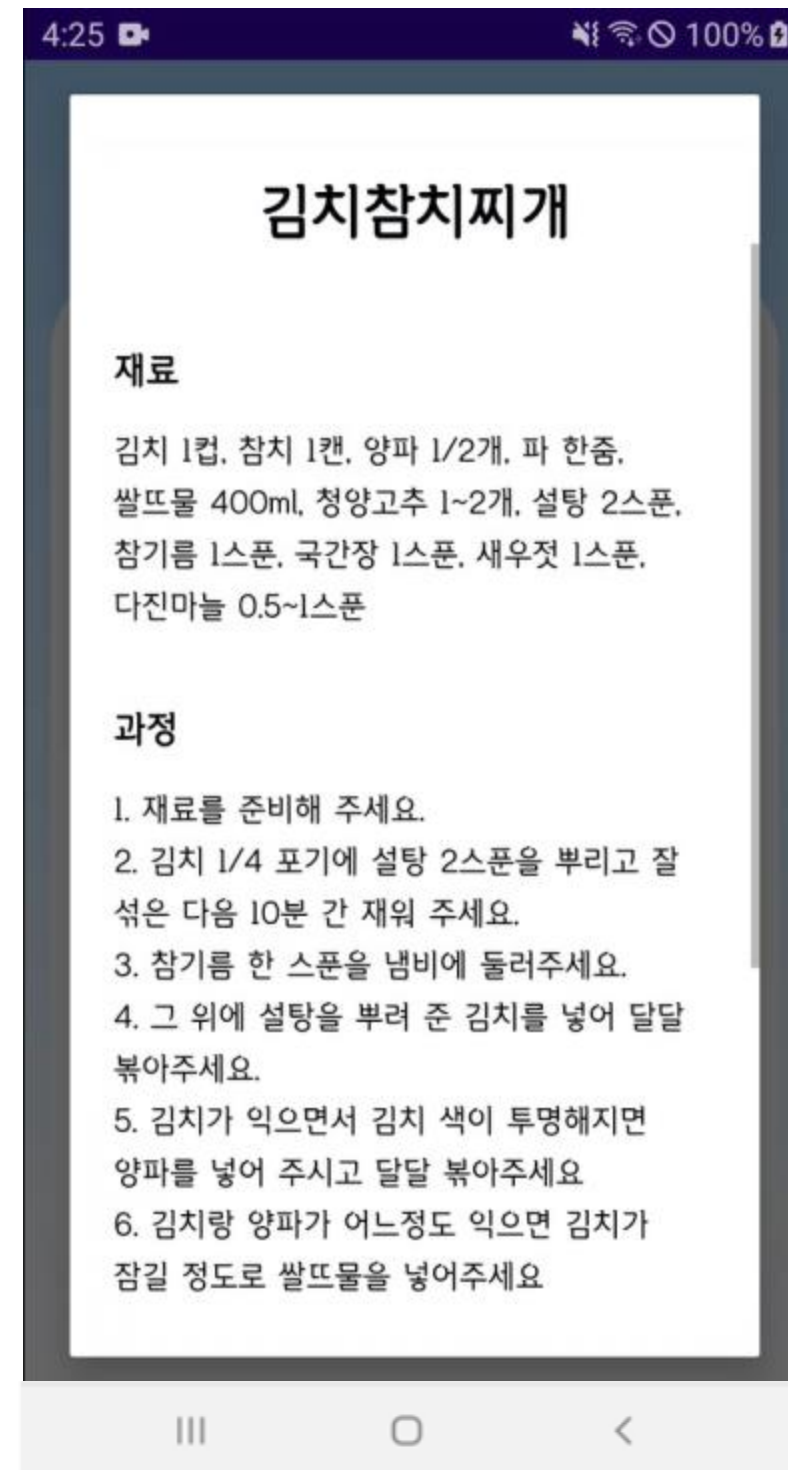 4:25
100%
김치참치찌개
재료
김치 1컵, 참치 1캔, 양파 1/2개, 파 한줌,
쌀뜨물 400ml, 청양고추 1~2개, 설탕 2스푼,
참기름 1스푼, 국간장 1스푼, 새우젓 1스푼,
다진마늘 0.5~1스푼
과정
1. 재료를 준비해 주세요.
2. 김치 1/4 포기에 설탕 2스푼을 뿌리고 잘
섞은 다음 10분 간 재워 주세요.
3. 참기름 한 스푼을 냄비에 둘러주세요.
4. 그 위에 설탕을 뿌려 준 김치를 넣어 달달
볶아주세요.
5. 김치가 익으면서 김치 색이 투명해지면
양파를 넣어 주시고 달달 볶아주세요
6. 김치랑 양파가 어느정도 익으면 김치가
잠길 정도로 쌀뜨물을 넣어주세요